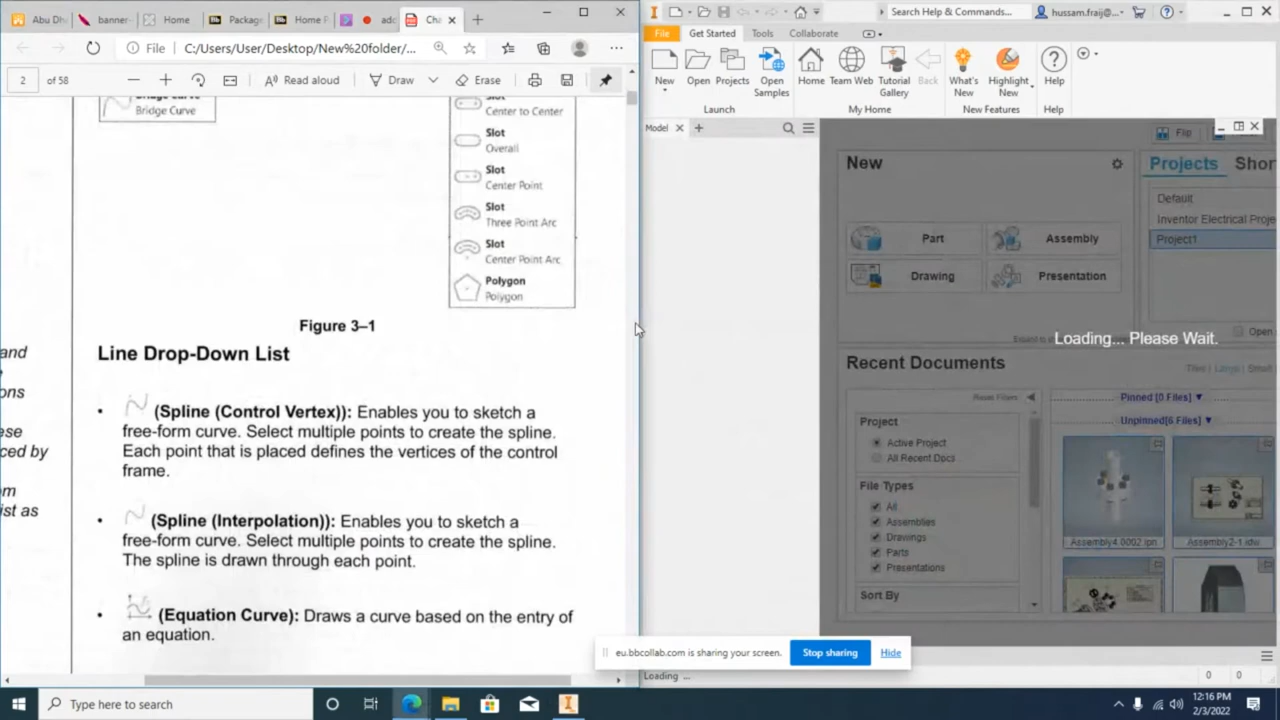 Abu Dh
banner-
Home
Package
Home P
adc
Cha
File C:/Users/User/Desktop/New%20folder/...
2 of 58
Read aloud
Draw
Erase
Bridge Curve
Center to Center
Slot
Overall
Slot
Center Point
Slot
Three Point Arc
Slot
Center Point Arc
Polygon
Polygon
Figure 3–1
and
Line Drop-Down List
ons
ese
ced by
m
ist as
• (Spline (Control Vertex)): Enables you to sketch a
free-form curve. Select multiple points to create the spline.
Each point that is placed defines the vertices of the control
frame.
• (Spline (Interpolation)): Enables you to sketch a
free-form curve. Select multiple points to create the spline.
The spline is drawn through each point.
• (Equation Curve): Draws a curve based on the entry of
an equation.
Search Help & Commands...
hussam.fraij@...
File
Get Started
Tools
Collaborate
New
Open
Projects
Open
Samples
Home
Team Web
Tutorial
Gallery
Back
What's
New
Highlight
New
Help
Launch
My Home
New Features
Help
Model
Flip
New
Projects
Shor
Default
Inventor Electrical Proje
Project1
Part
Assembly
Drawing
Presentation
Open
Loading... Please Wait.
Recent Documents
Tiles | Large | Small
Reset Filters
Pinned [0 Files]
Unpinned[6 Files]
Project
Active Project
All Recent Docs
File Types
All
Assemblies
Drawings
Parts
Presentations
Sort By
Assembly4.0002.ipn
Assembly2-1.idw
eu.bbcollab.com is sharing your screen.
Stop sharing
Hide
Loading ...
0 0
Type here to search
12:16 PM
2/3/2022